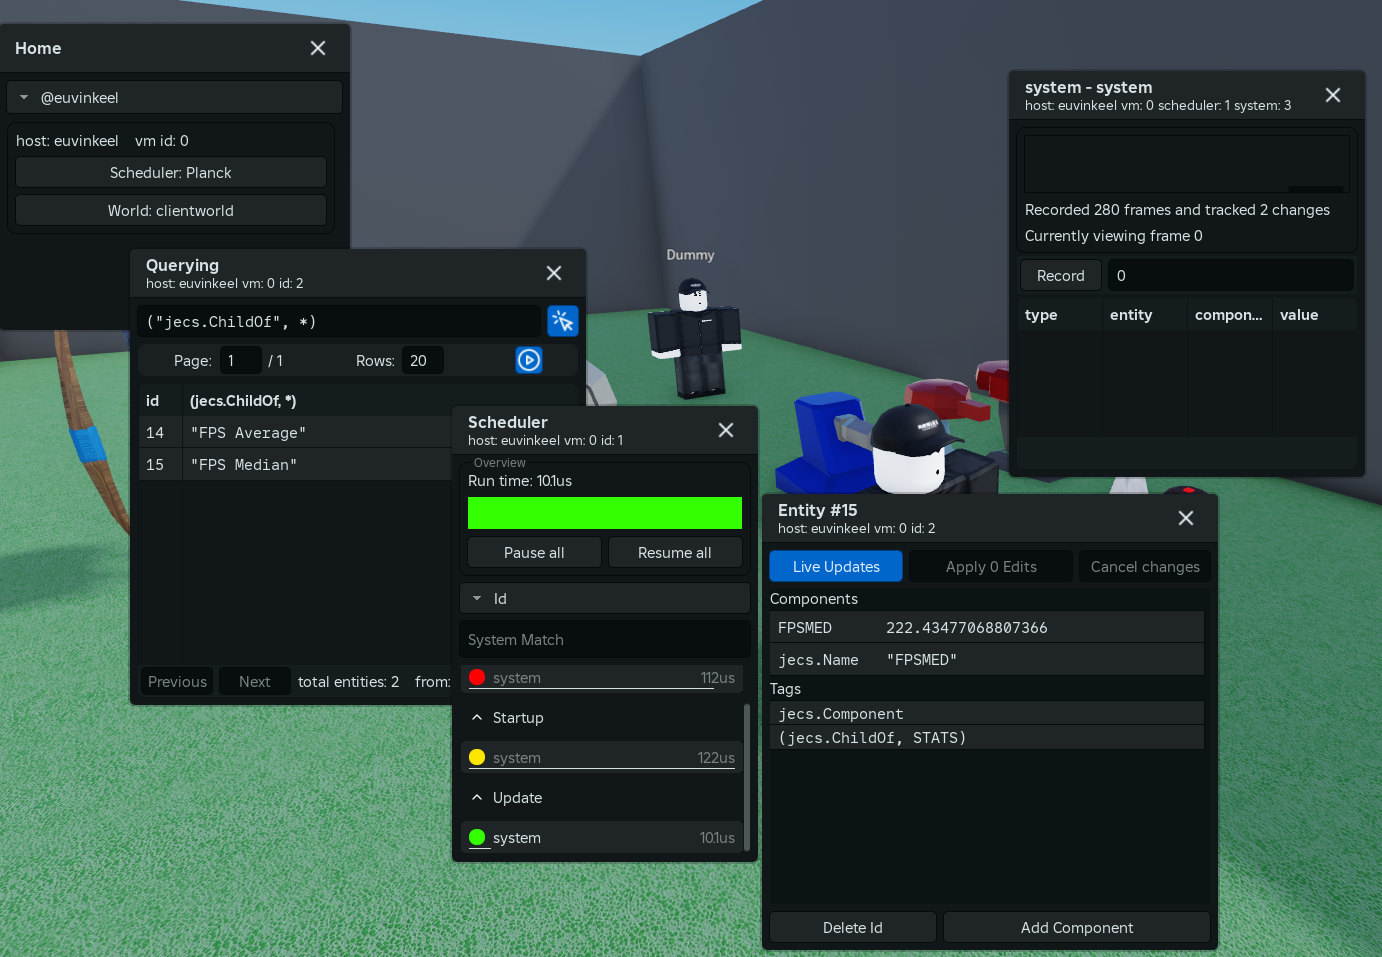 Home
@euvinkeel
host: euvinkeel vm id: 0
Scheduler: Planck
World: clientworld
Querying
host: euvinkeel vm: 0 id: 2
("jecs.ChildOf", *)
Page: 1 / 1 Rows: 20
id (jecs.ChildOf, *)
14 "FPS Average"
15 "FPS Median"
Previous Next total entities: 2 from:
Dummy
Scheduler
host: euvinkeel vm: 0 id: 1
Overview
Run time: 10.1us
Pause all Resume all
Id
System Match
system 112us
Startup
system 122us
Update
system 10.1us
system - system
host: euvinkeel vm: 0 scheduler: 1 system: 3
Recorded 280 frames and tracked 2 changes
Currently viewing frame 0
Record 0
type entity compon... value
Entity #15
host: euvinkeel vm: 0 id: 2
Live Updates Apply 0 Edits Cancel changes
Components
FPSMED 222.43477068807366
jecs.Name "FPSMED"
Tags
jecs.Component
(jecs.ChildOf, STATS)
Delete Id Add Component